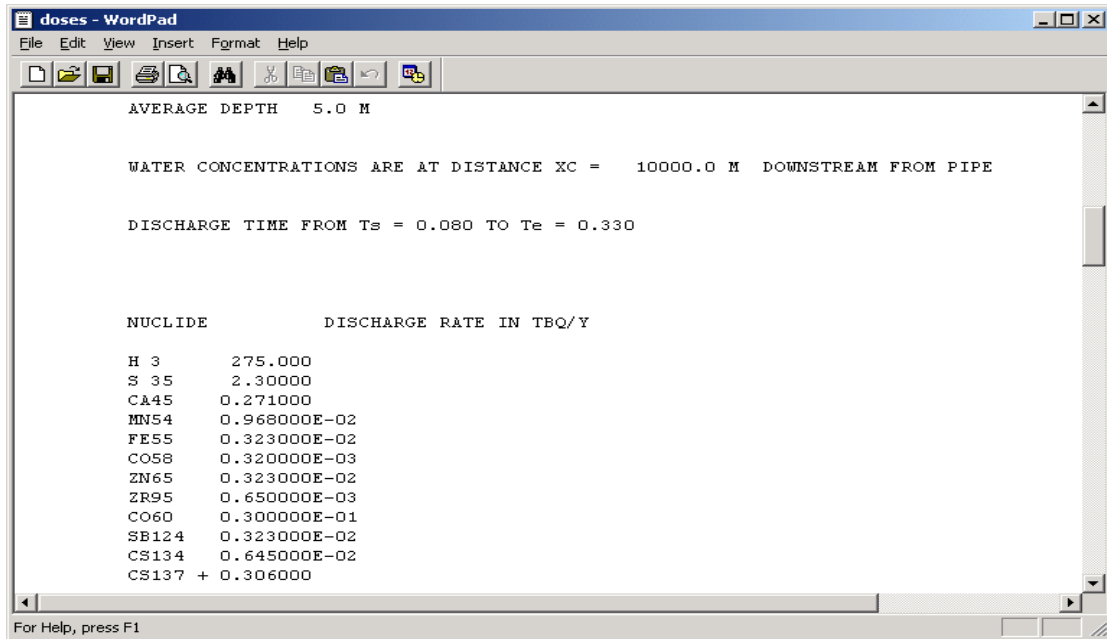 doses - WordPad
File Edit View Insert Format Help
AVERAGE DEPTH 5.0 M
WATER CONCENTRATIONS ARE AT DISTANCE XC = 10000.0 M DOWNSTREAM FROM PIPE
DISCHARGE TIME FROM Ts = 0.080 TO Te = 0.330
NUCLIDE DISCHARGE RATE IN TBQ/Y
H 3 275.000
S 35 2.30000
CA45 0.271000
MN54 0.968000E-02
FE55 0.323000E-02
CO58 0.320000E-03
ZN65 0.323000E-02
ZR95 0.650000E-03
CO60 0.300000E-01
SB124 0.323000E-02
CS134 0.645000E-02
CS137 + 0.306000
For Help, press F1